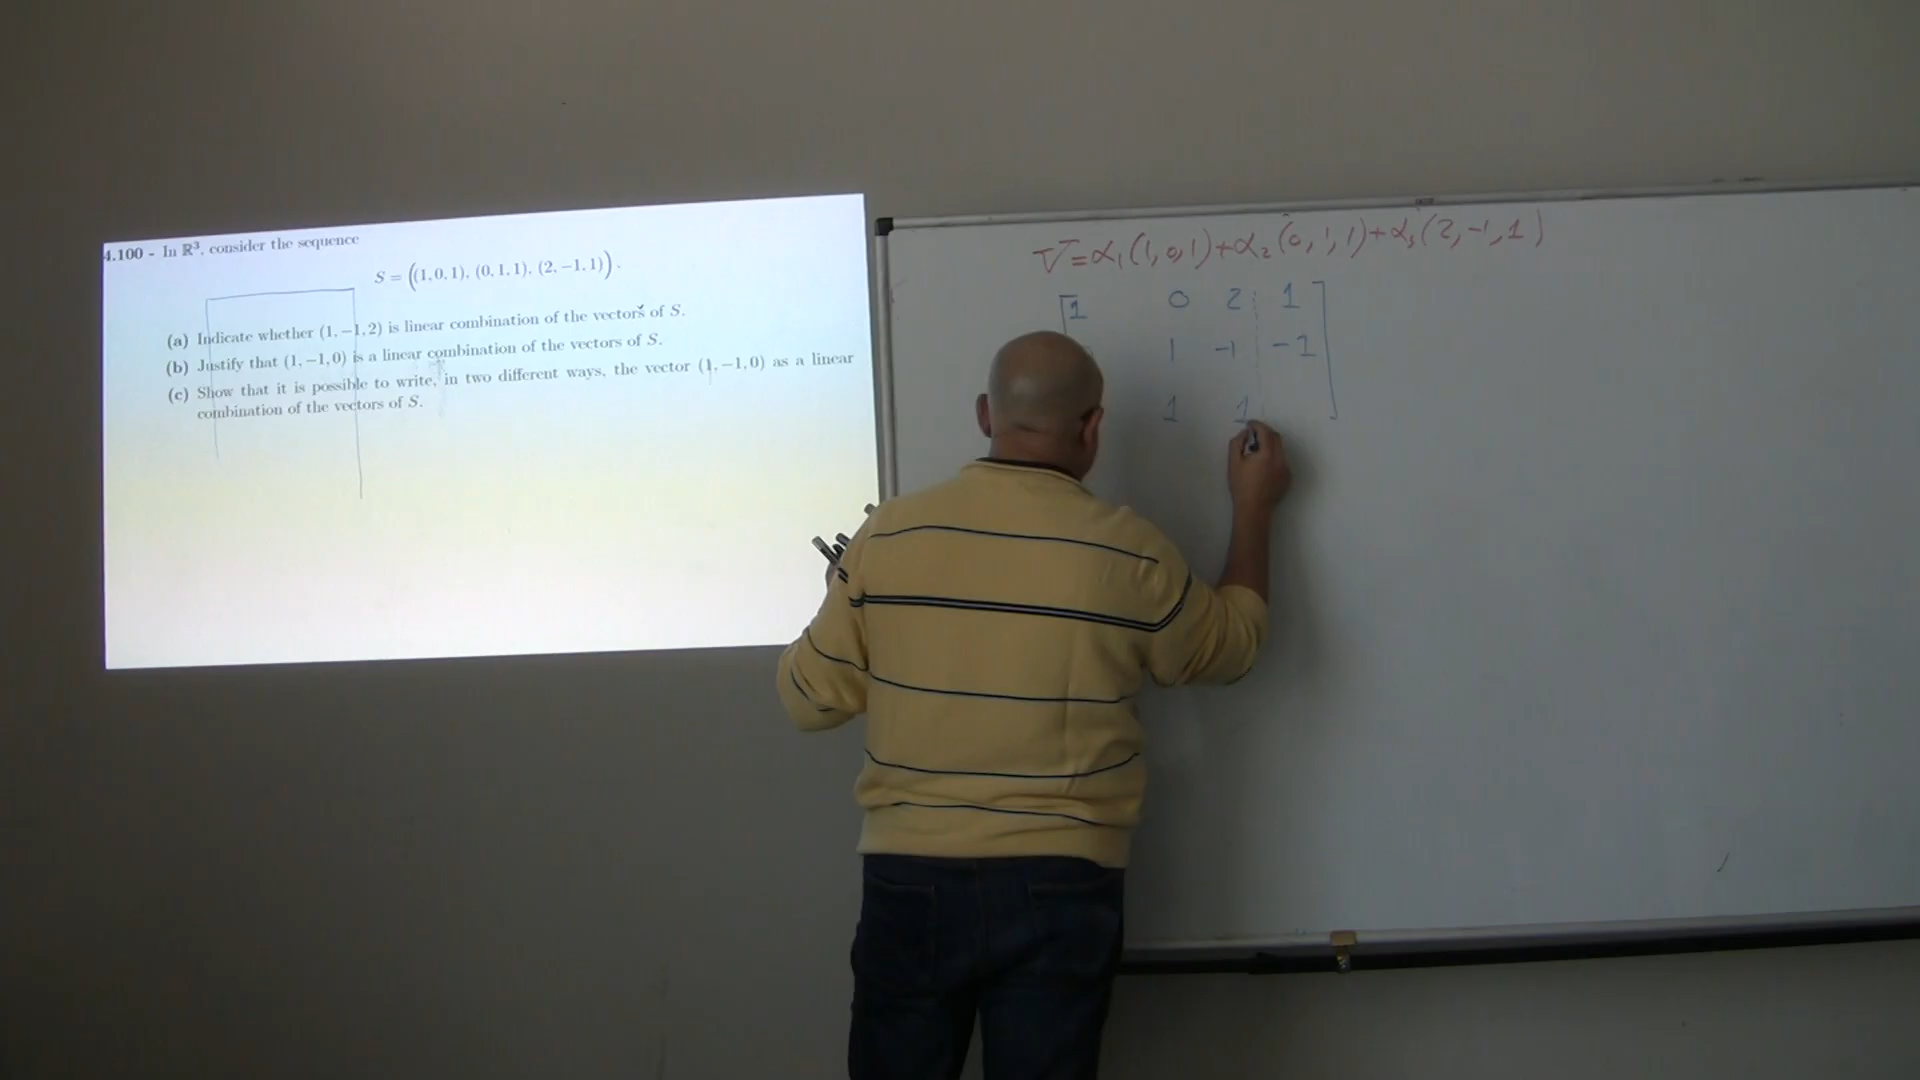 4.100 - In ℝ³, consider the sequence
S = ((1, 0, 1), (0, 1, 1), (2, −1, 1)).
(a) Indicate whether (1, −1, 2) is linear combination of the vectors of S.
(b) Justify that (1, −1, 0) is a linear combination of the vectors of S.
(c) Show that it is possible to write, in two different ways, the vector (1, −1, 0) as a linear
combination of the vectors of S.
V = α₁(1,0,1) + α₂(0,1,1) + α₃(2,-1,1)
1 0 2 1
1 -1 -1
1 1